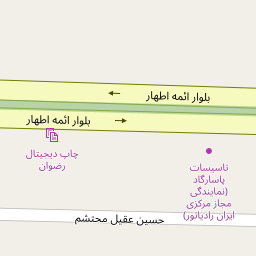 بلوار ائمه اطهار
بلوار ائمه اطهار
چاپ دیجیتال
رضوان
تاسیسات
پاسارگاد
(نمایندگی
مجاز مرکزی
ایران رادیاتور)
حسین عقیل محتشم